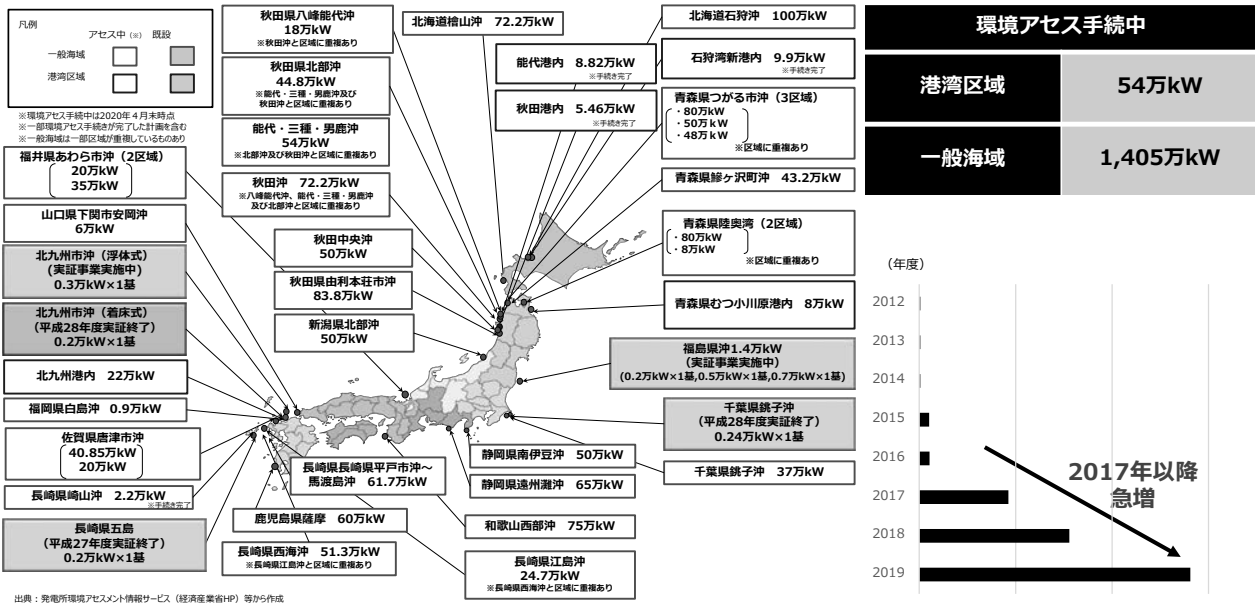 凡例
アセス中（※） 既設
一般海域
港湾区域
※環境アセス手続中は2020年４月末時点
※一部環境アセス手続きが完了した計画を含む
※一般海域は一部区域が重複しているものあり
福井県あわら市沖（2区域）
20万kW
35万kW
山口県下関市安岡沖
6万kW
北九州市沖（浮体式）
(実証事業実施中)
0.3万kW×1基
北九州市沖（着床式）
（平成28年度実証終了）
0.2万kW×1基
北九州港内 22万kW
福岡県白島沖 0.9万kW
佐賀県唐津市沖
40.85万kW
20万kW
長崎県崎山沖 2.2万kW
※手続き完了
長崎県五島
（平成27年度実証終了）
0.2万kW×1基
秋田県八峰能代沖
18万kW
※秋田沖と区域に重複あり
秋田県北部沖
44.8万kW
※能代・三種・男鹿沖及び
秋田沖と区域に重複あり
能代・三種・男鹿沖
54万kW
※北部沖及び秋田沖と区域に重複あり
秋田沖 72.2万kW
※八峰能代沖、能代・三種・男鹿沖
及び北部沖と区域に重複あり
秋田中央沖
50万kW
秋田県由利本荘市沖
83.8万kW
新潟県北部沖
50万kW
北海道檜山沖 72.2万kW
能代港内 8.82万kW
※手続き完了
秋田港内 5.46万kW
※手続き完了
北海道石狩沖 100万kW
石狩湾新港内 9.9万kW
※手続き完了
青森県つがる市沖（3区域）
・80万kW
・50万kW
・48万kW
※区域に重複あり
青森県鰺ヶ沢町沖 43.2万kW
青森県陸奥湾（2区域）
・80万kW
・8万kW
※区域に重複あり
青森県むつ小川原港内 8万kW
福島県沖1.4万kW
（実証事業実施中）
(0.2万kW×1基,0.5万kW×1基,0.7万kW×1基)
千葉県銚子沖
（平成28年度実証終了）
0.24万kW×1基
千葉県銚子沖 37万kW
静岡県南伊豆沖 50万kW
静岡県遠州灘沖 65万kW
和歌山西部沖 75万kW
長崎県江島沖
24.7万kW
※長崎県西海沖と区域に重複あり
長崎県長崎県平戸市沖～
馬渡島沖 61.7万kW
鹿児島県薩摩 60万kW
長崎県西海沖 51.3万kW
※長崎県江島沖と区域に重複あり
出典：発電所環境アセスメント情報サービス（経済産業省HP）等から作成
環境アセス手続中
港湾区域 54万kW
一般海域 1,405万kW
（年度）
2012
2013
2014
2015
2016
2017
2018
2019
2017年以降
急増